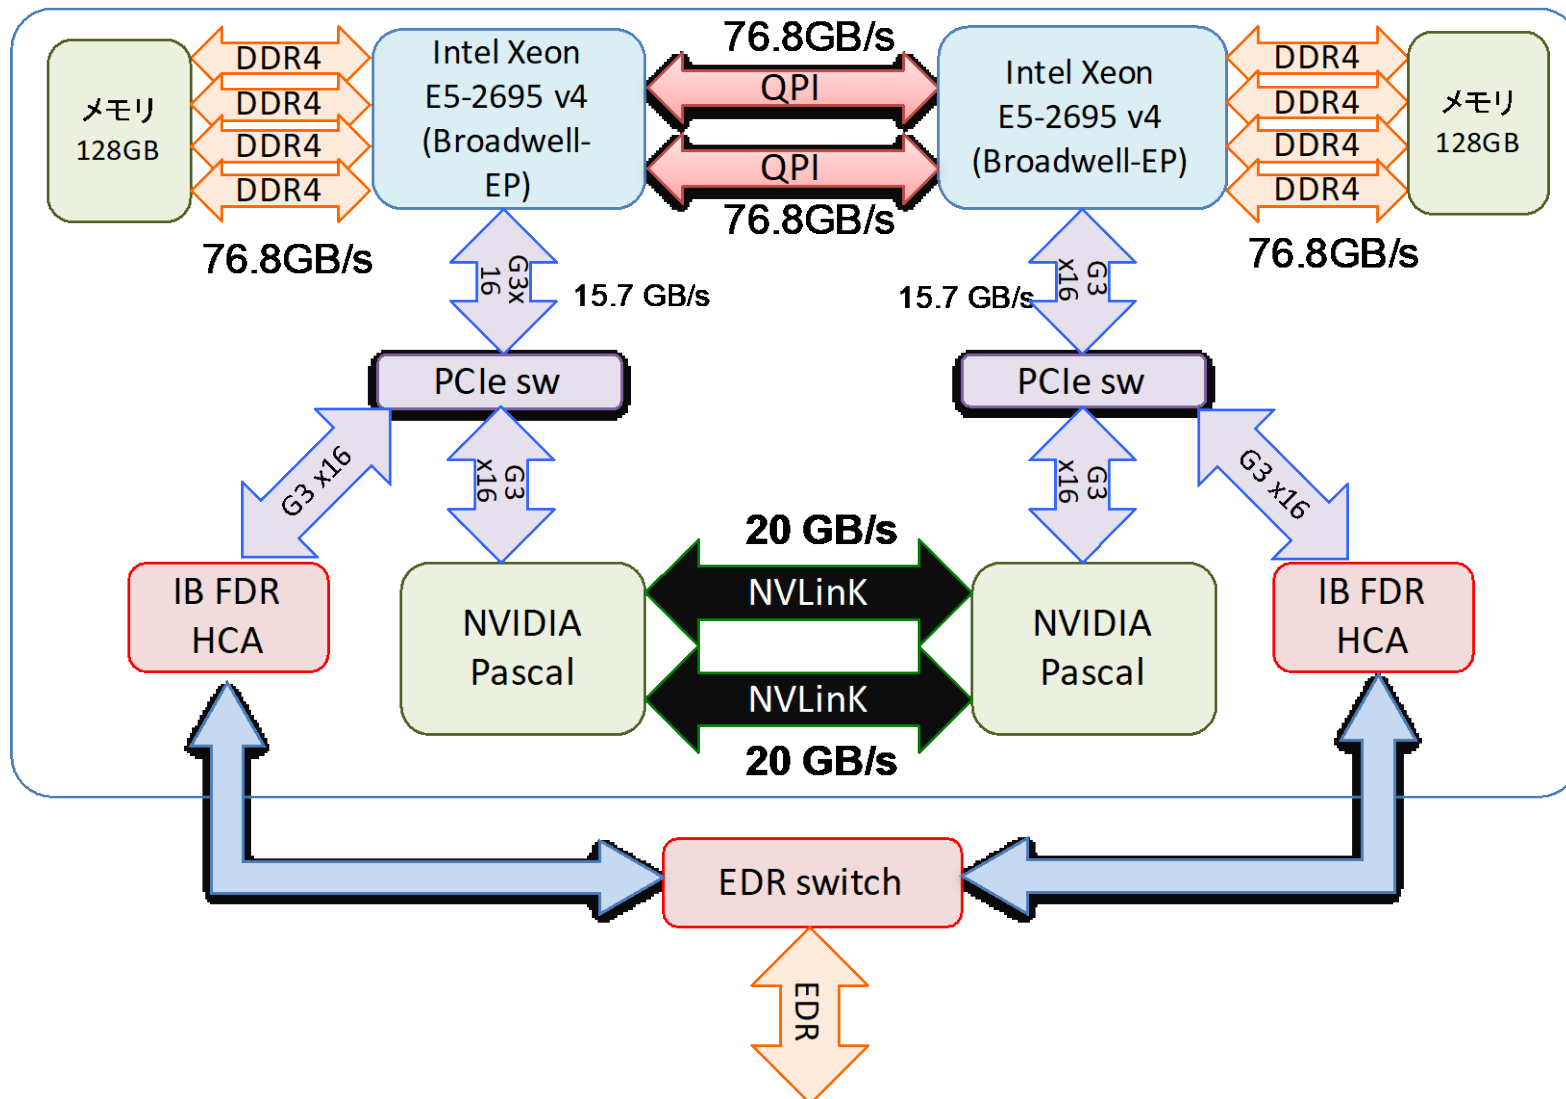 76.8GB/s
メモリ
128GB
DDR4
DDR4
DDR4
DDR4
76.8GB/s
Intel Xeon
E5-2695 v4
(Broadwell-
EP)
QPI
QPI
76.8GB/s
Intel Xeon
E5-2695 v4
(Broadwell-EP)
DDR4
DDR4
DDR4
DDR4
メモリ
128GB
76.8GB/s
G3x
16
15.7 GB/s
15.7 GB/s
G3
x16
PCIe sw
PCIe sw
G3 x16
G3
x16
G3
x16
G3 x16
IB FDR
HCA
NVIDIA
Pascal
20 GB/s
NVLinK
NVLinK
20 GB/s
NVIDIA
Pascal
IB FDR
HCA
EDR switch
EDR